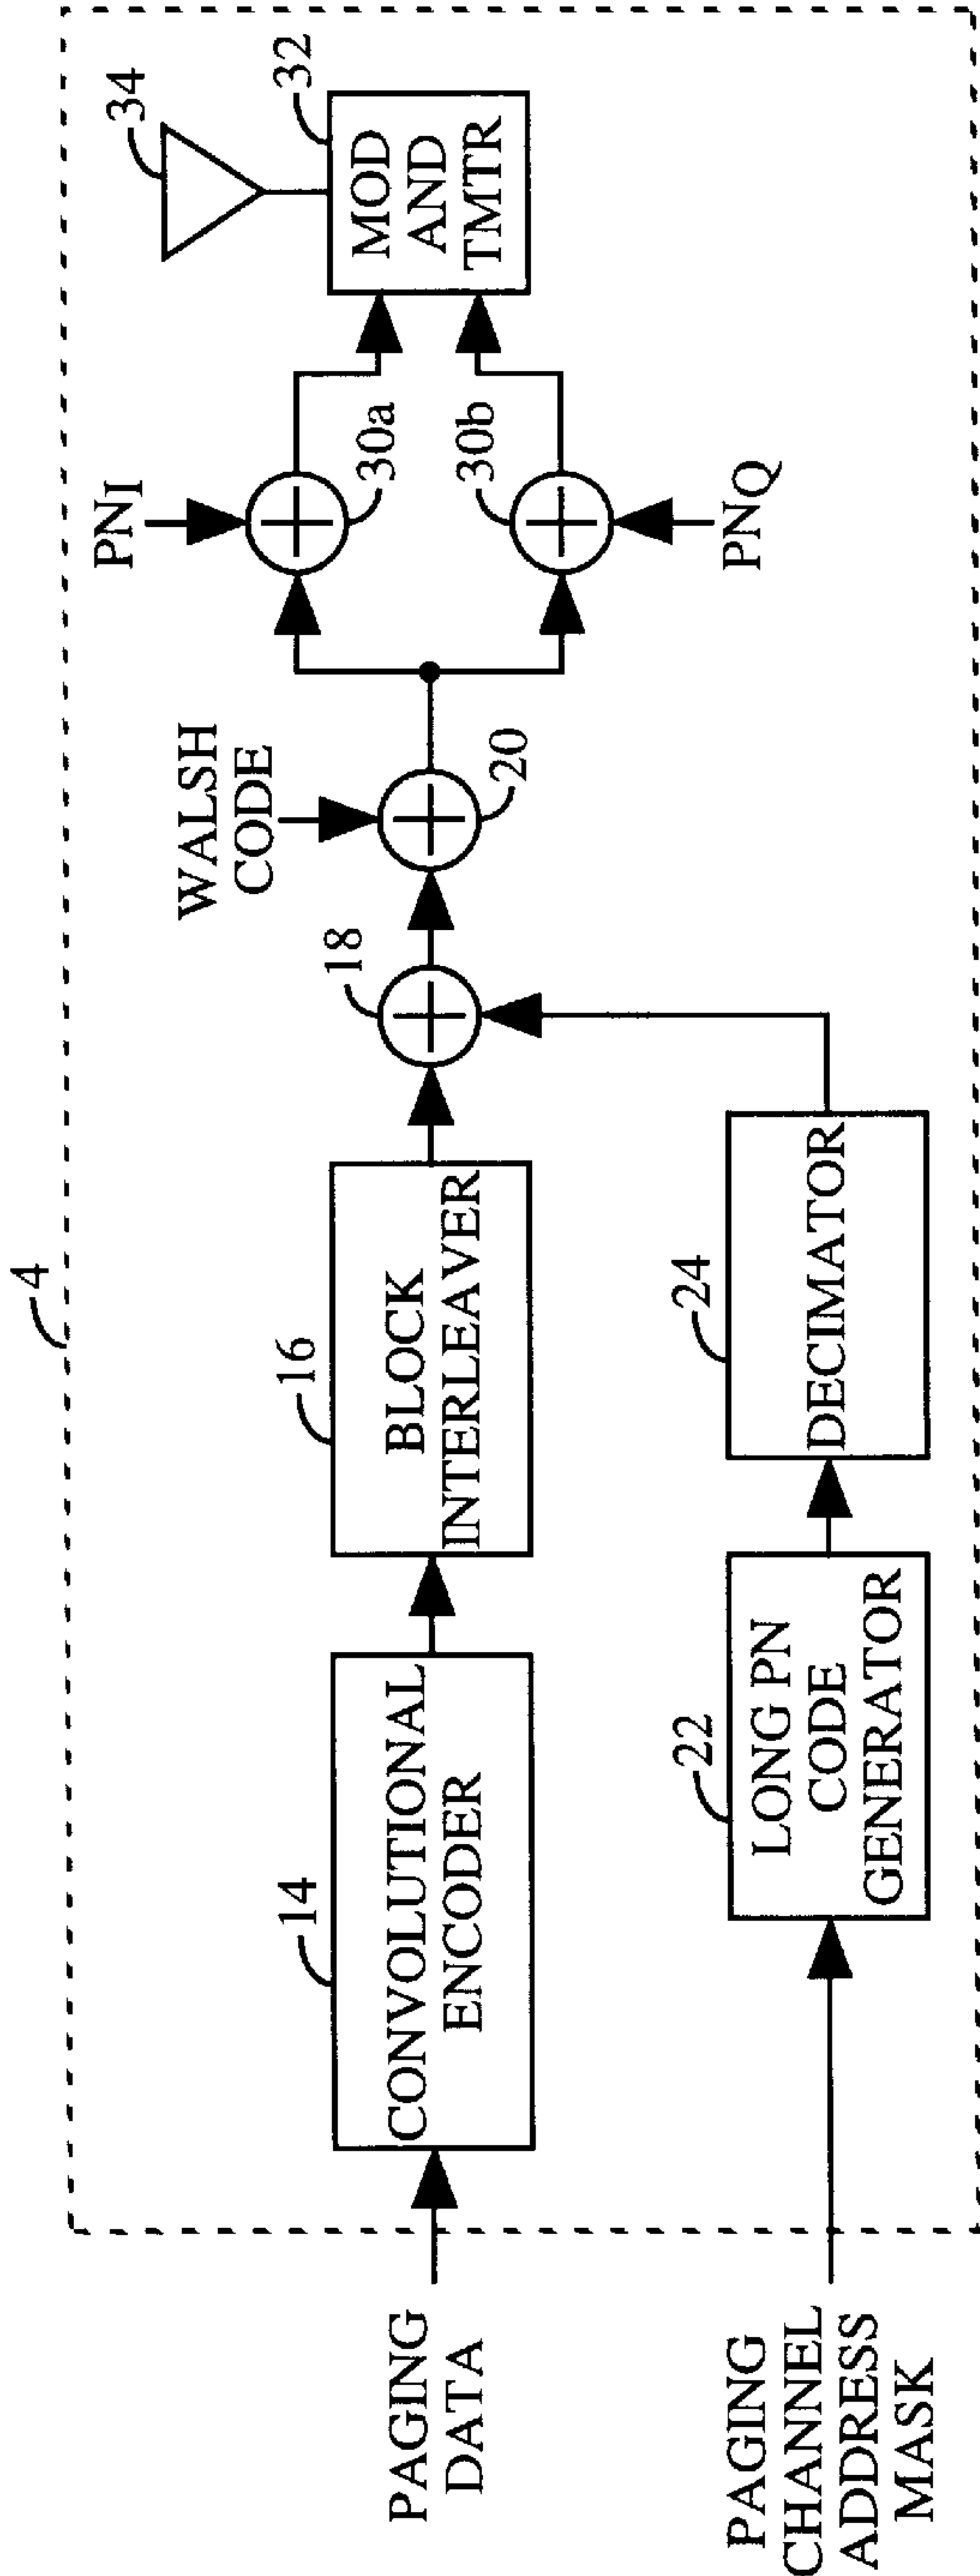 4
PAGING
DATA
14
CONVOLUTIONAL
ENCODER
16
BLOCK
INTERLEAVER
18
WALSH
CODE
20
PNI
30a
30b
PNQ
34
32
MOD
AND
TMTR
PAGING
CHANNEL
ADDRESS
MASK
22
LONG PN
CODE
GENERATOR
24
DECIMATOR